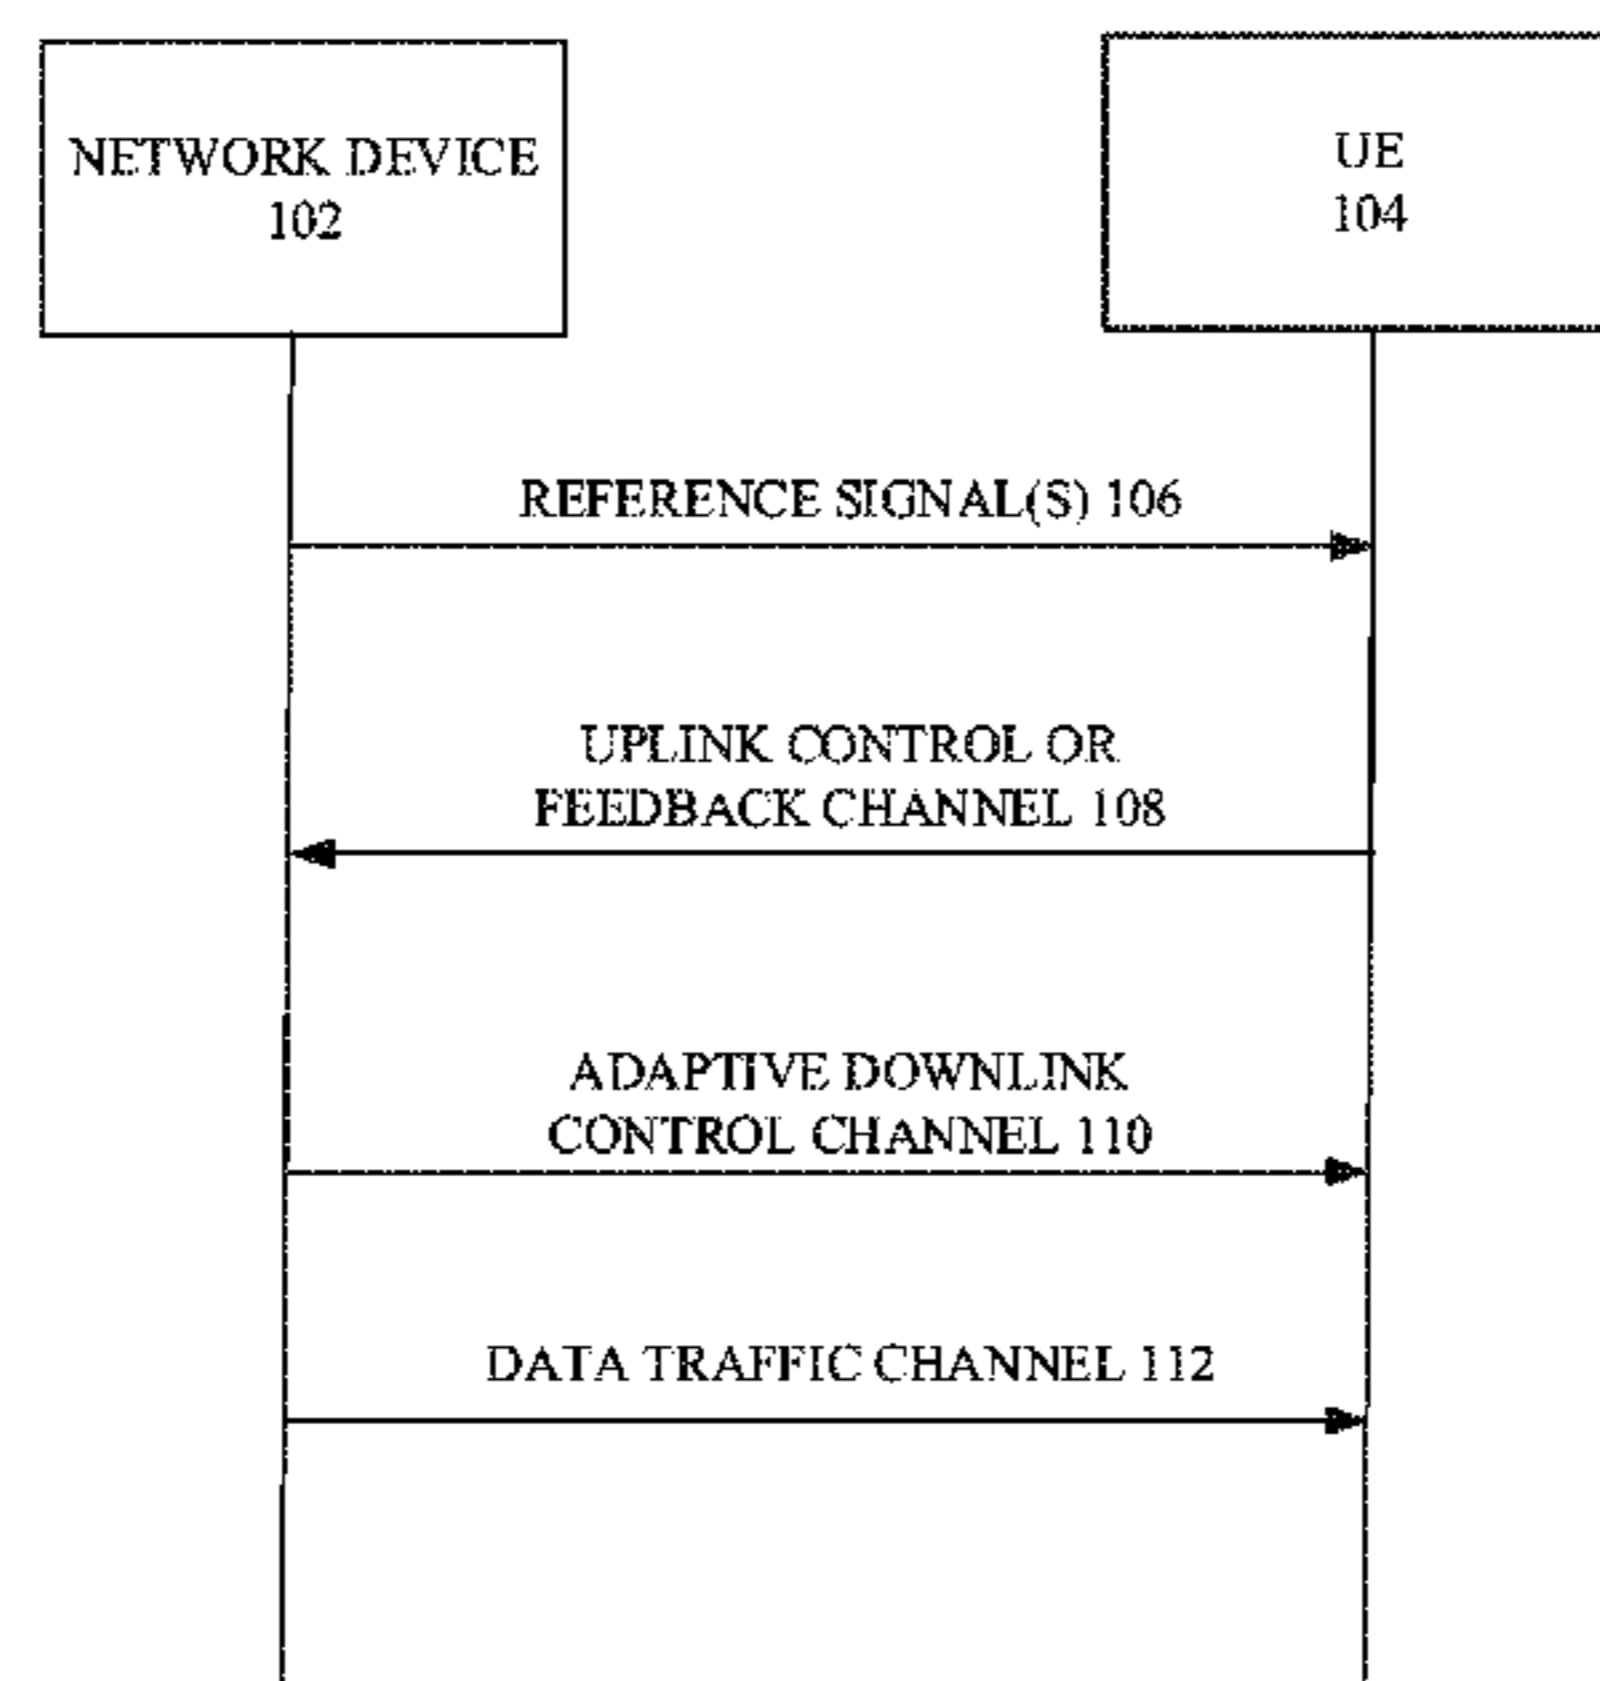 NETWORK DEVICE
102
UE
104
REFERENCE SIGNAL(S) 106
UPLINK CONTROL OR
FEEDBACK CHANNEL 108
ADAPTIVE DOWNLINK
CONTROL CHANNEL 110
DATA TRAFFIC CHANNEL 112